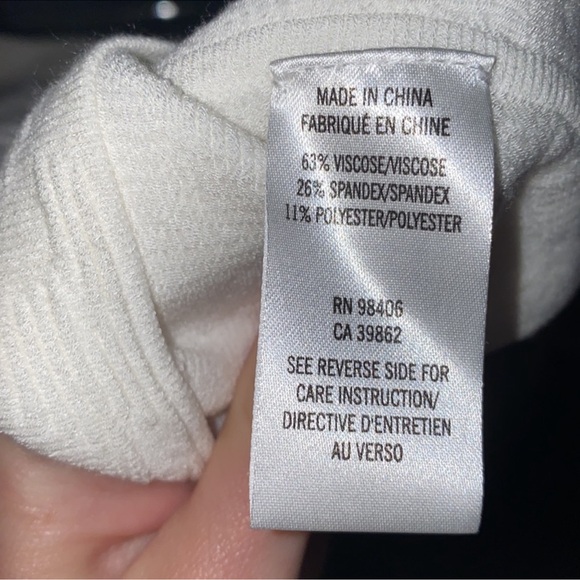 MADE IN CHINA
FABRIQUÉ EN CHINE
63% VISCOSE/VISCOSE
26% SPANDEX/SPANDEX
11% POLYESTER/POLYESTER
RN 98406
CA 39862
SEE REVERSE SIDE FOR
CARE INSTRUCTION/
DIRECTIVE D'ENTRETIEN
AU VERSO